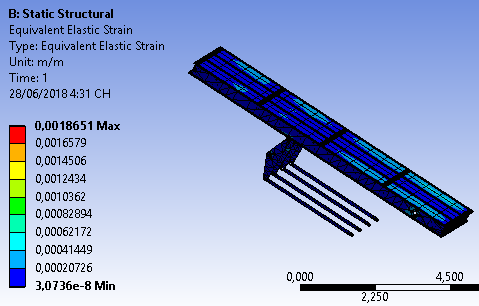 B: Static Structural
Equivalent Elastic Strain
Type: Equivalent Elastic Strain
Unit: m/m
Time: 1
28/06/2018 4:31 CH
0,0018651 Max
0,0016579
0,0014506
0,0012434
0,0010362
0,00082894
0,00062172
0,00041449
0,00020726
3,0736e-8 Min
0,000 4,500
2,250